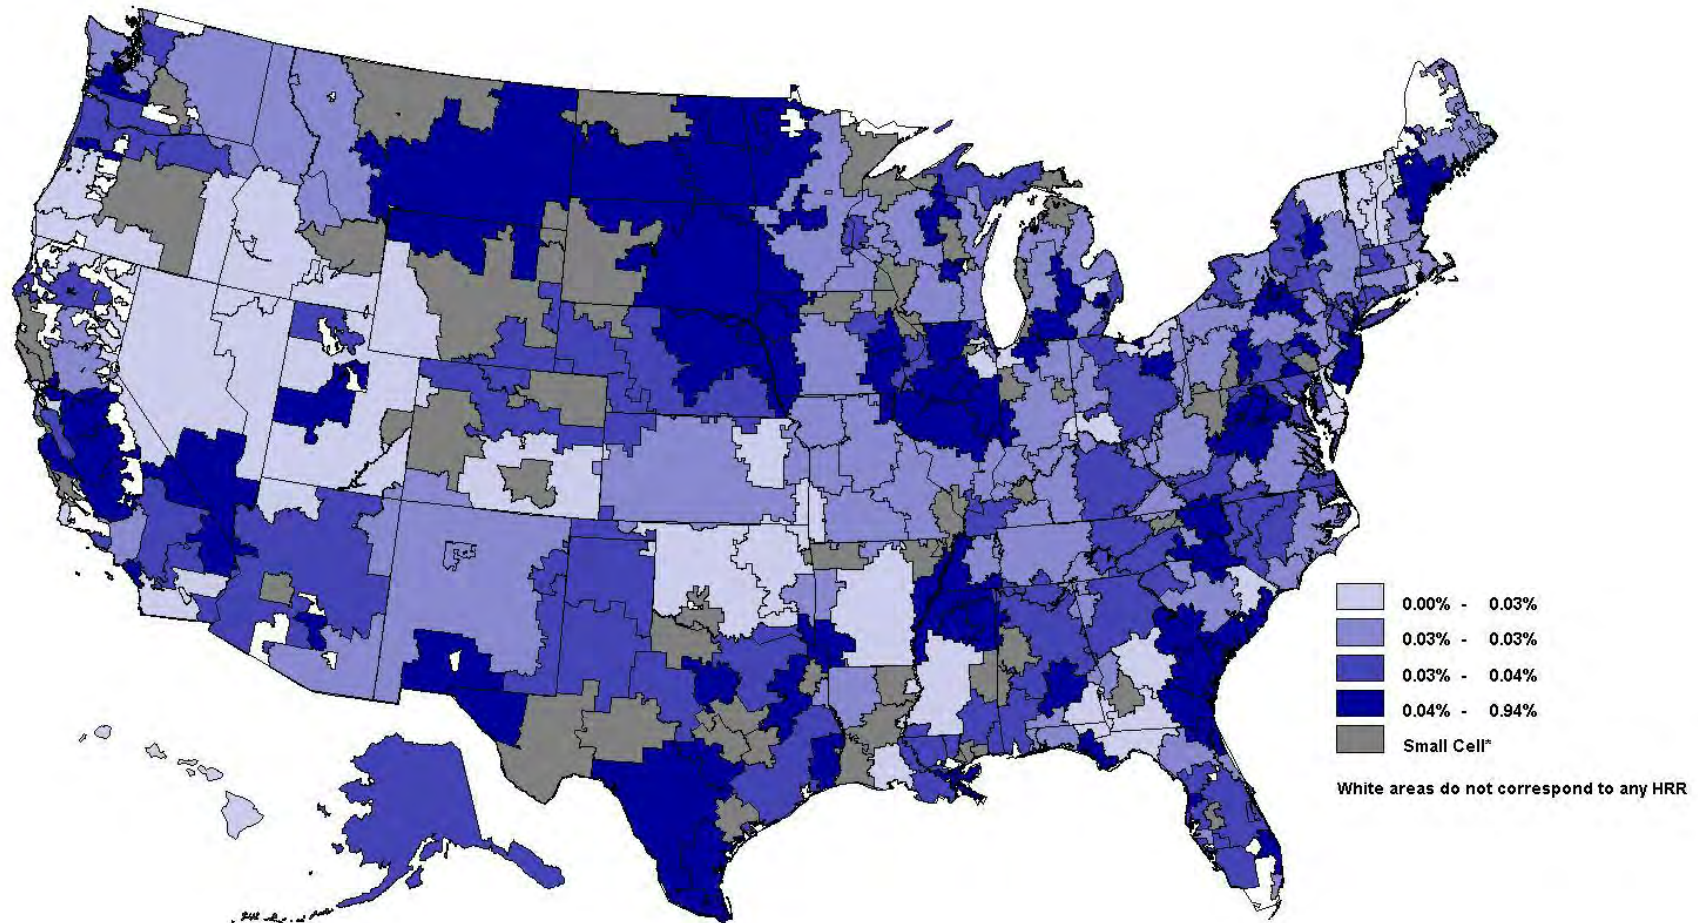 0.00% - 0.03%
0.03% - 0.03%
0.03% - 0.04%
0.04% - 0.94%
Small Cell*
White areas do not correspond to any HRR